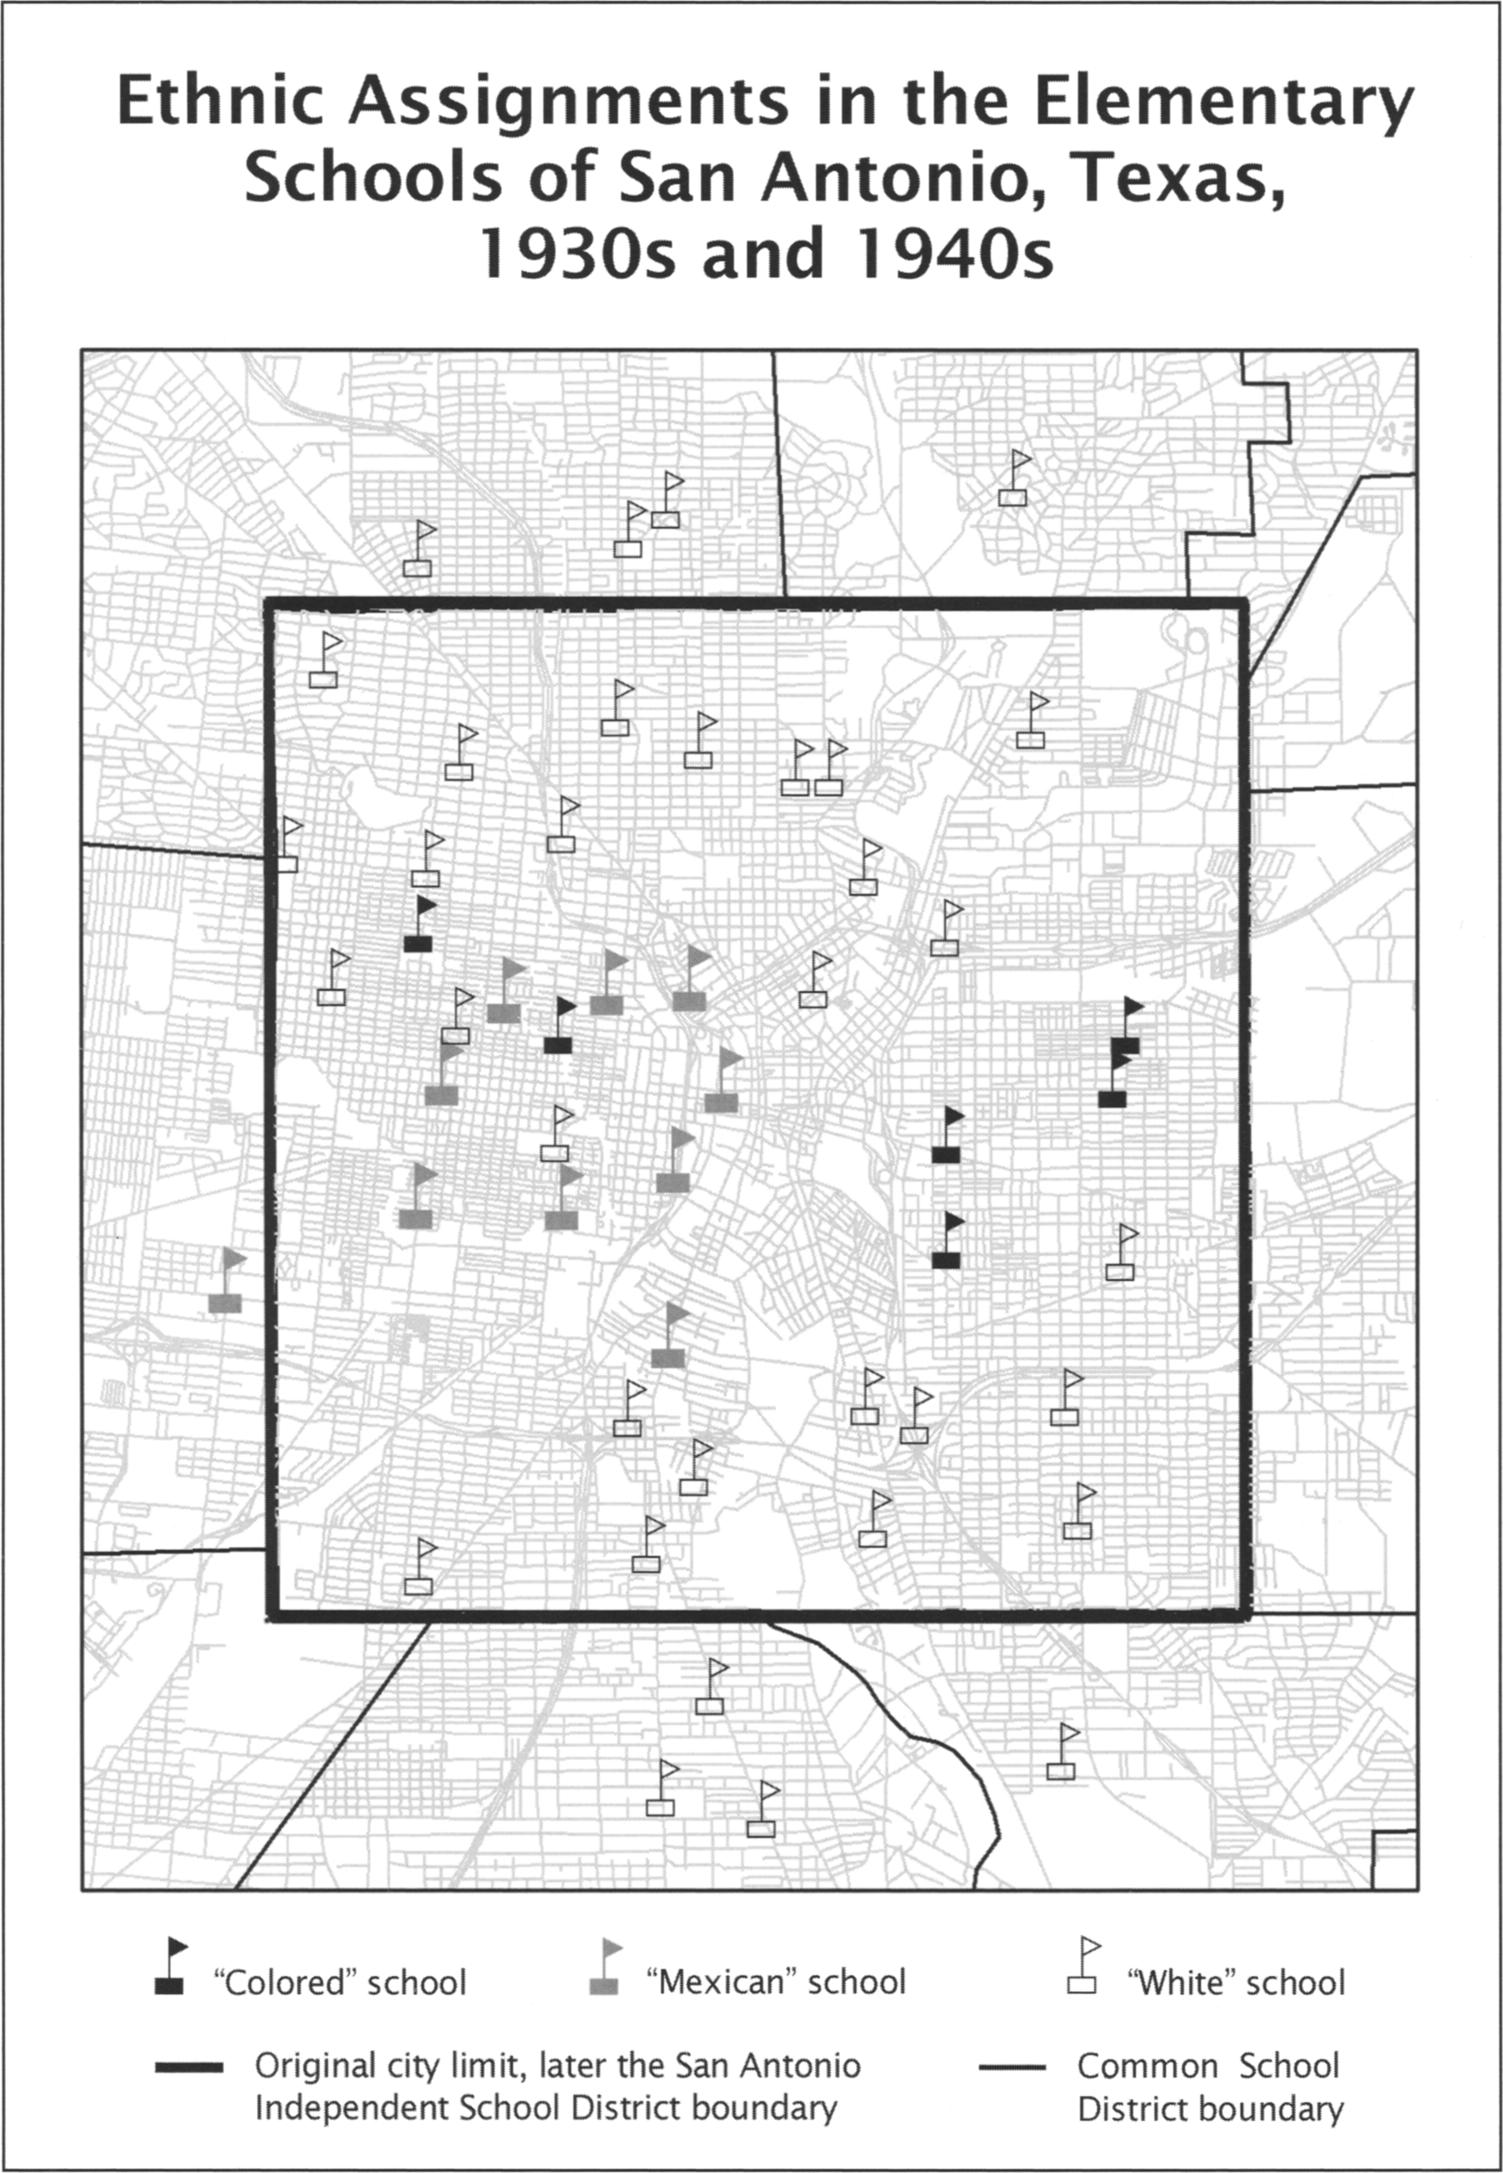 Ethnic Assignments in the Elementary
Schools of San Antonio, Texas,
1930s and 1940s
“Colored” school
“Mexican” school
“White” school
Original city limit, later the San Antonio
Independent School District boundary
Common School
District boundary